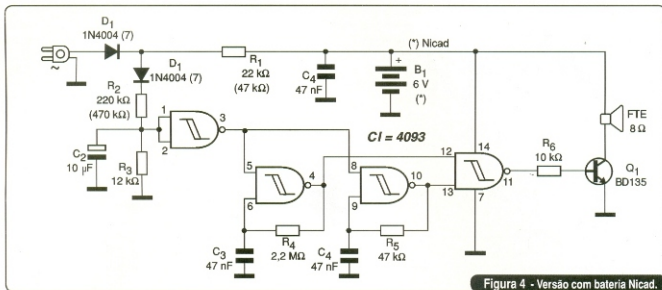 D1
1N4004 (7)
D1
1N4004 (7)
R1
22 kΩ
(47 kΩ)
(*) Nicad
C4
47 nF
+
B1
6 V
(*)
FTE
8 Ω
~
R2
220 kΩ
(470 kΩ)
C2
10 µF
R3
12 kΩ
1
2
3
CI = 4093
5
6
4
8
9
10
12
13
14
7
11
R6
10 kΩ
Q1
BD135
R4
2,2 MΩ
R5
47 kΩ
C3
47 nF
C4
47 nF
Figura 4 - Versão com bateria Nicad.